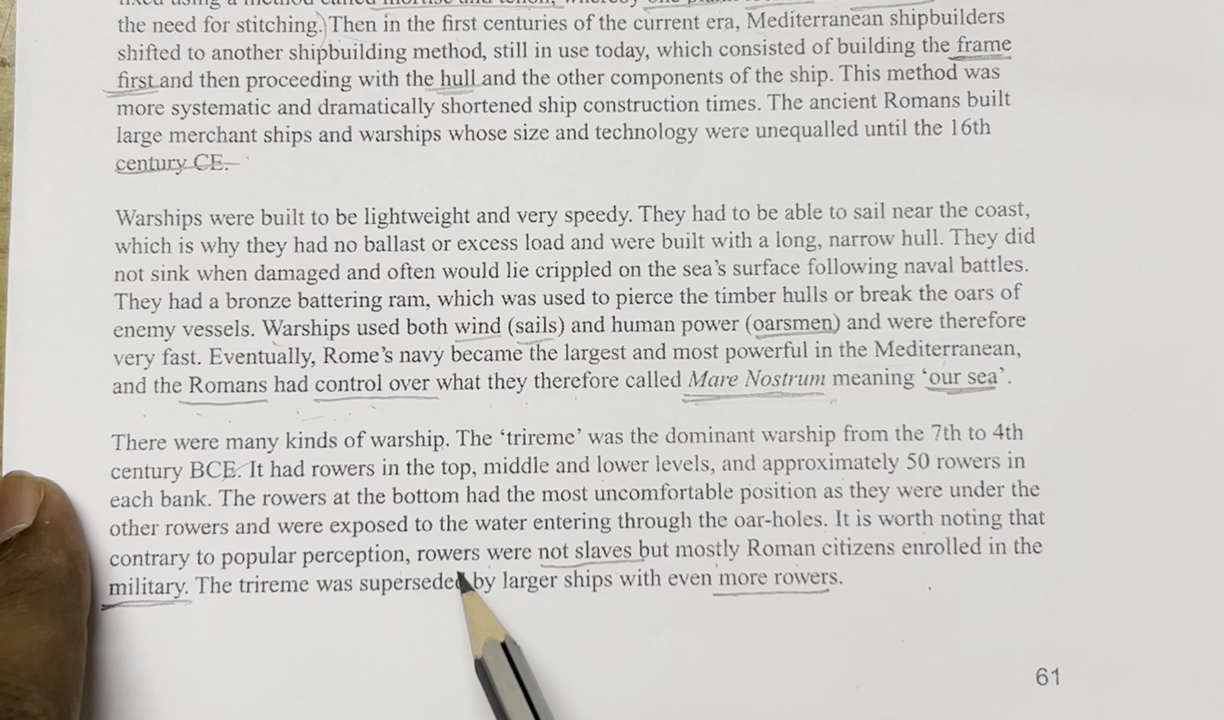 fixed using a method called mortise and tenon, whereby one plank
the need for stitching. Then in the first centuries of the current era, Mediterranean shipbuilders
shifted to another shipbuilding method, still in use today, which consisted of building the frame
first and then proceeding with the hull and the other components of the ship. This method was
more systematic and dramatically shortened ship construction times. The ancient Romans built
large merchant ships and warships whose size and technology were unequalled until the 16th
century CE.
Warships were built to be lightweight and very speedy. They had to be able to sail near the coast,
which is why they had no ballast or excess load and were built with a long, narrow hull. They did
not sink when damaged and often would lie crippled on the sea's surface following naval battles.
They had a bronze battering ram, which was used to pierce the timber hulls or break the oars of
enemy vessels. Warships used both wind (sails) and human power (oarsmen) and were therefore
very fast. Eventually, Rome's navy became the largest and most powerful in the Mediterranean,
and the Romans had control over what they therefore called Mare Nostrum meaning ‘our sea’.
There were many kinds of warship. The ‘trireme’ was the dominant warship from the 7th to 4th
century BCE. It had rowers in the top, middle and lower levels, and approximately 50 rowers in
each bank. The rowers at the bottom had the most uncomfortable position as they were under the
other rowers and were exposed to the water entering through the oar-holes. It is worth noting that
contrary to popular perception, rowers were not slaves but mostly Roman citizens enrolled in the
military. The trireme was superseded by larger ships with even more rowers.
61